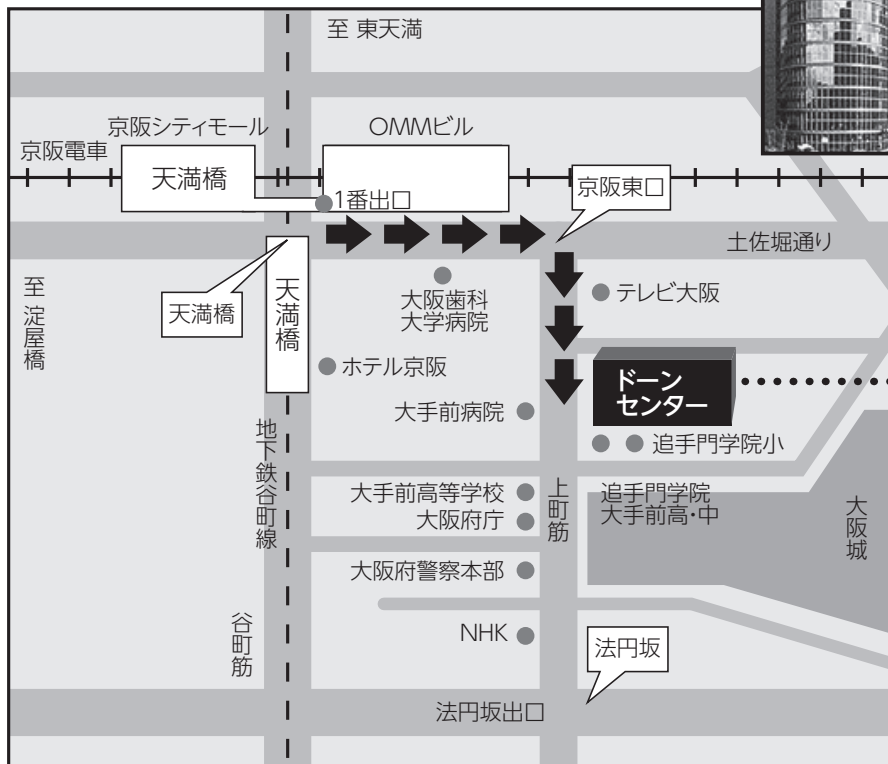 至 東天満
京阪シティモール
OMMビル
京阪電車
天満橋
1番出口
京阪東口
土佐堀通り
至 淀屋橋
天満橋
天満橋
大阪歯科
大学病院
テレビ大阪
ホテル京阪
ドーン
センター
大手前病院
追手門学院小
地下鉄谷町線
大手前高等学校
上町筋
追手門学院
大手前高・中
大阪城
大阪府庁
大阪府警察本部
谷町筋
NHK
法円坂
法円坂出口